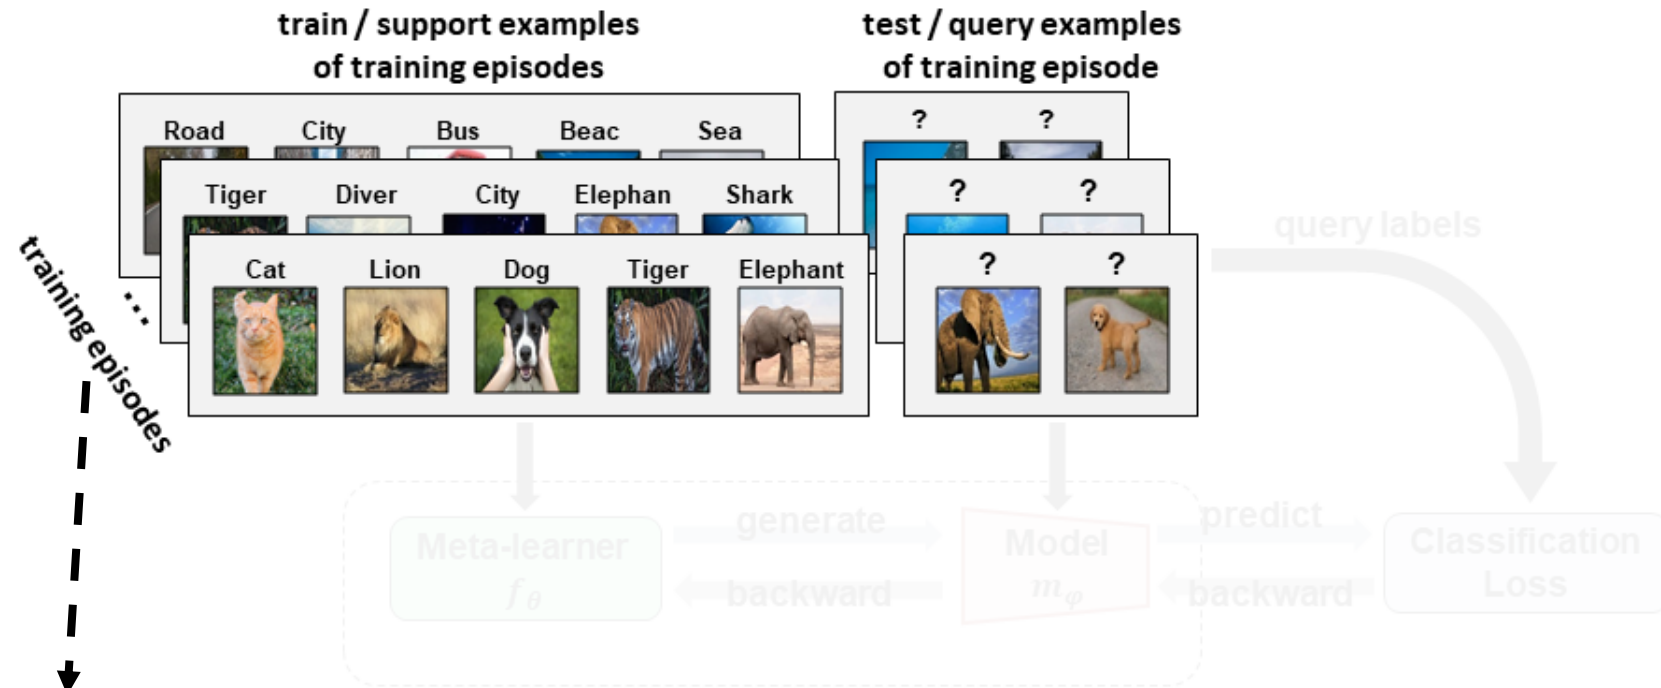 train / support examples
of training episodes
test / query examples
of training episode
Road City Bus Beac Sea
? ?
Tiger Diver City Elephan Shark
? ?
Cat Lion Dog Tiger Elephant
? ?
training episodes
...
query labels
generate
predict
Meta-learner
f θ
Model
m φ
Classification
Loss
backward
backward